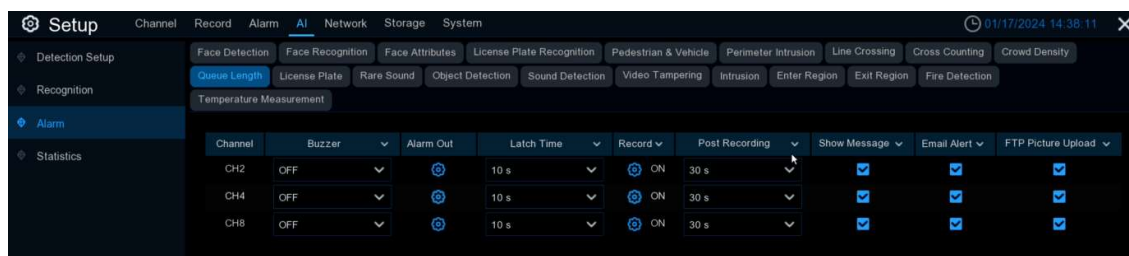 Setup Channel Record Alarm AI Network Storage System 01/17/2024 14:38:11
Detection Setup
Recognition
Alarm
Statistics
Face Detection Face Recognition Face Attributes License Plate Recognition Pedestrian & Vehicle Perimeter Intrusion Line Crossing Cross Counting Crowd Density
Queue Length License Plate Rare Sound Object Detection Sound Detection Video Tampering Intrusion Enter Region Exit Region Fire Detection
Temperature Measurement
Channel Buzzer Alarm Out Latch Time Record Post Recording Show Message Email Alert FTP Picture Upload
CH2 OFF 10 s ON 30 s
CH4 OFF 10 s ON 30 s
CH8 OFF 10 s ON 30 s